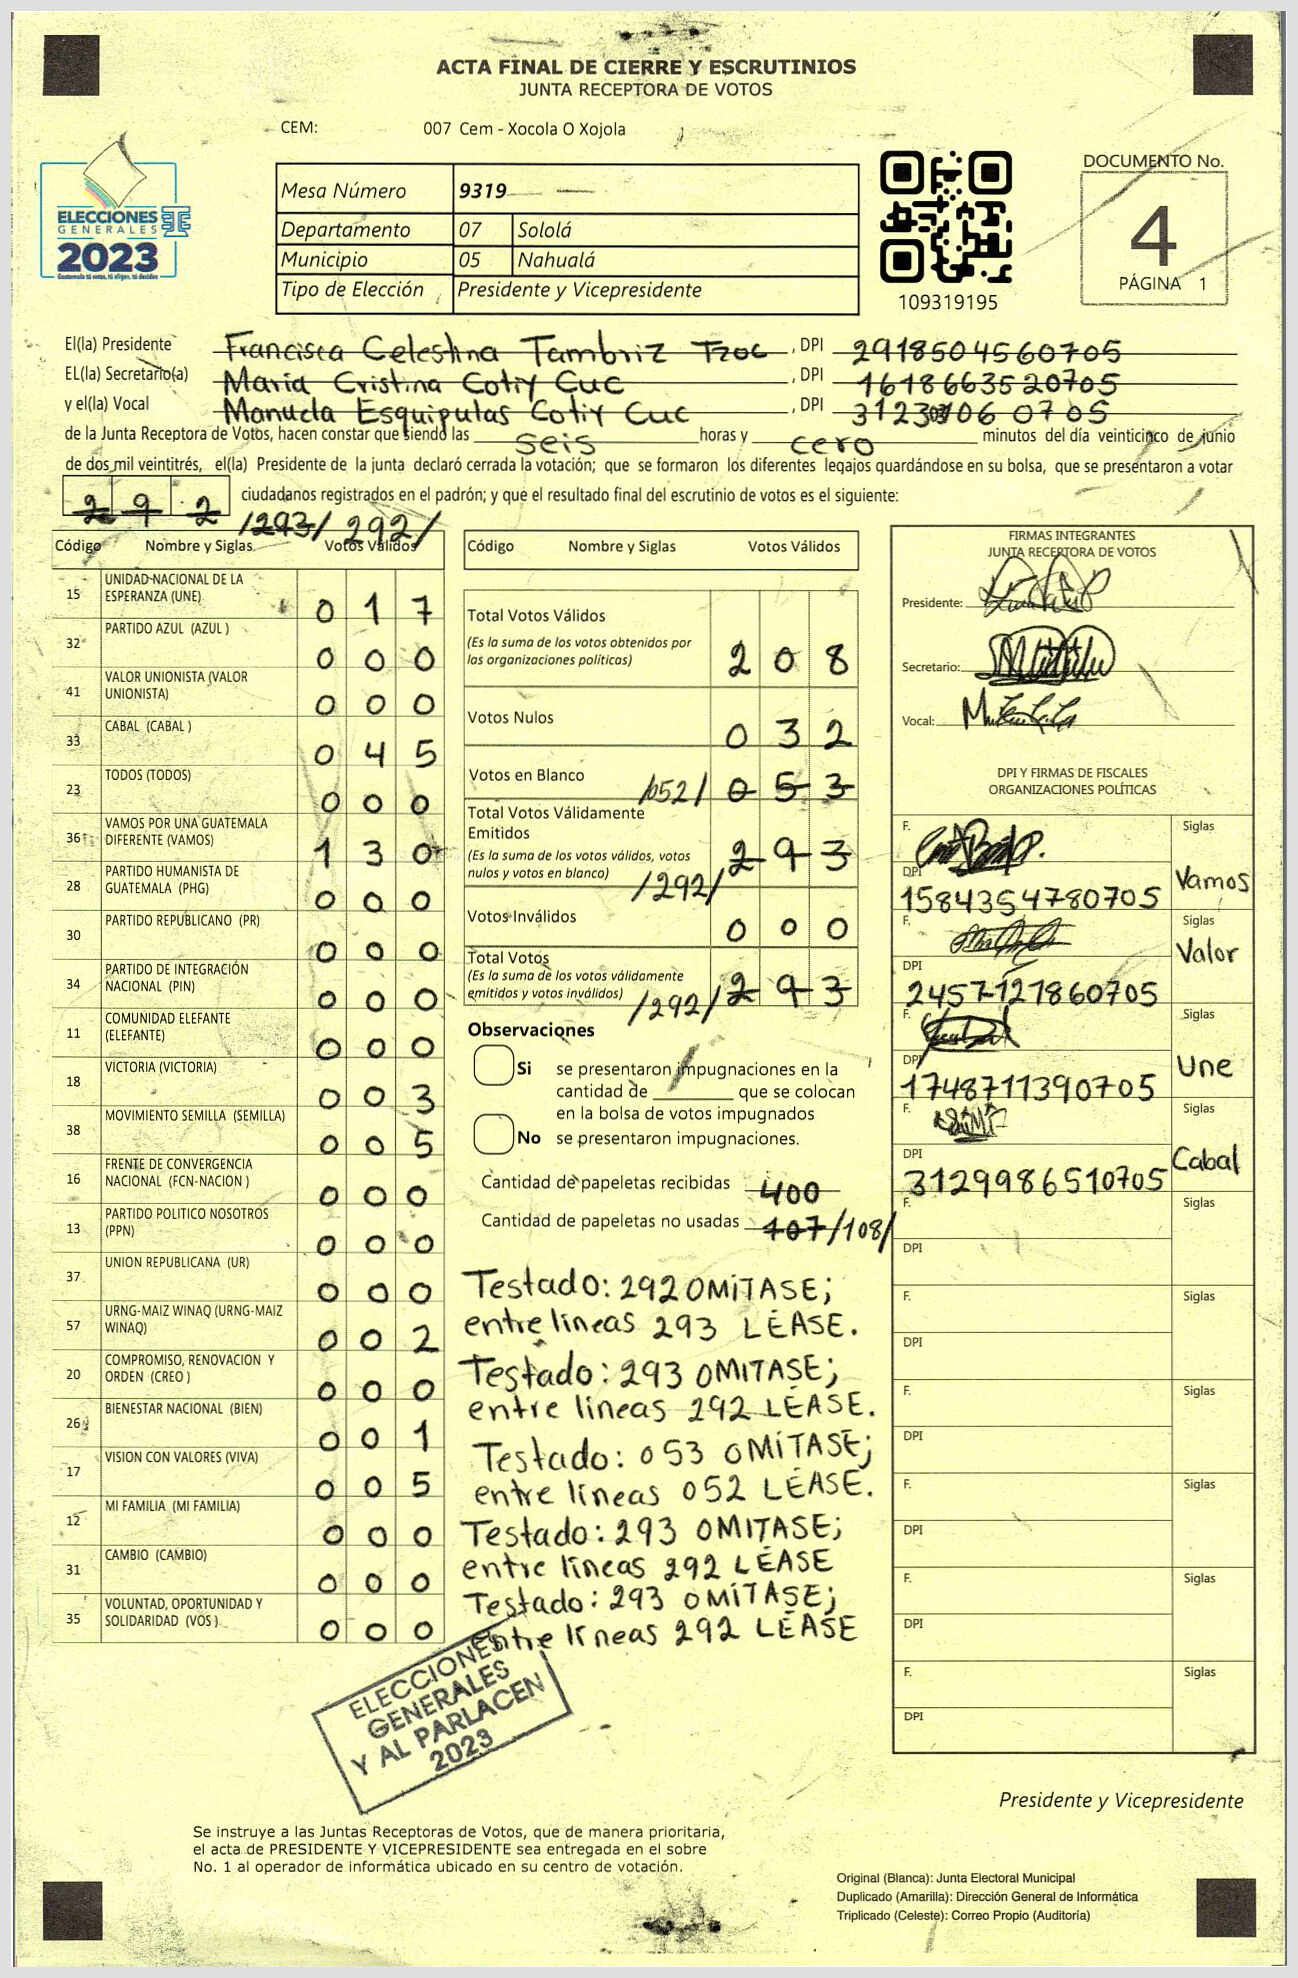 ACTA FINAL DE CIERRE Y ESCRUTINIOS
JUNTA RECEPTORA DE VOTOS
CEM: 007 Cem - Xocola O Xojola
DOCUMENTO No.
4
PÁGINA 1
ELECCIONES
GENERALES
2023
Guatemala tú votas, tú eliges, tú decides
Mesa Número 9319
Departamento 07 Sololá
Municipio 05 Nahualá
Tipo de Elección Presidente y Vicepresidente
109319195
El(la) Presidente Francisca Celestina Tambriz Tzoc , DPI 2918504560705
EL(la) Secretario(a) María Cristina Cotiy Cuc , DPI 1618663520705
y el(la) Vocal Manuela Esquipulas Cotiy Cuc , DPI
de la Junta Receptora de Votos, hacen constar que siendo las seis horas y cero minutos del día veinticinco de junio
de dos mil veintitrés, el(la) Presidente de la junta declaró cerrada la votación; que se formaron los diferentes legajos guardándose en su bolsa, que se presentaron a votar
292 ciudadanos registrados en el padrón; y que el resultado final del escrutinio de votos es el siguiente:
/293/ 292/
Código Nombre y Siglas Votos Válidos
15 UNIDAD NACIONAL DE LA
ESPERANZA (UNE) 0 1 7
32 PARTIDO AZUL (AZUL ) 0 0 0
41 VALOR UNIONISTA (VALOR
UNIONISTA) 0 0 0
33 CABAL (CABAL ) 0 4 5
23 TODOS (TODOS) 0 0 0
36 VAMOS POR UNA GUATEMALA
DIFERENTE (VAMOS) 1 3 0
28 PARTIDO HUMANISTA DE
GUATEMALA (PHG) 0 0 0
30 PARTIDO REPUBLICANO (PR) 0 0 0
34 PARTIDO DE INTEGRACIÓN
NACIONAL (PIN) 0 0 0
11 COMUNIDAD ELEFANTE
(ELEFANTE) 0 0 0
18 VICTORIA (VICTORIA) 0 0 3
38 MOVIMIENTO SEMILLA (SEMILLA) 0 0 5
16 FRENTE DE CONVERGENCIA
NACIONAL (FCN-NACION ) 0 0 0
13 PARTIDO POLITICO NOSOTROS
(PPN) 0 0 0
37 UNION REPUBLICANA (UR) 0 0 0
57 URNG-MAIZ WINAQ (URNG-MAIZ
WINAQ) 0 0 2
20 COMPROMISO, RENOVACION Y
ORDEN (CREO ) 0 0 0
26 BIENESTAR NACIONAL (BIEN) 0 0 1
17 VISION CON VALORES (VIVA) 0 0 5
12 MI FAMILIA (MI FAMILIA) 0 0 0
31 CAMBIO (CAMBIO) 0 0 0
35 VOLUNTAD, OPORTUNIDAD Y
SOLIDARIDAD (VOS ) 0 0 0
Código Nombre y Siglas Votos Válidos
Total Votos Válidos
(Es la suma de los votos obtenidos por
las organizaciones políticas) 2 0 8
Votos Nulos 0 3 2
Votos en Blanco /052/ 0 5 3
Total Votos Válidamente
Emitidos
(Es la suma de los votos válidos, votos
nulos y votos en blanco) /292/ 2 9 3
Votos Inválidos 0 0 0
Total Votos
(Es la suma de los votos válidamente
emitidos y votos inválidos) /292/ 2 9 3
Observaciones
Si se presentaron impugnaciones en la
cantidad de ________ que se colocan
en la bolsa de votos impugnados
No se presentaron impugnaciones.
Cantidad de papeletas recibidas 400
Cantidad de papeletas no usadas 107/108/
Testado: 292 OMÍTASE;
entre líneas 293 LÉASE.
Testado: 293 OMITASE;
entre líneas 292 LÉASE.
Testado: 053 OMÍTASE;
entre líneas 052 LÉASE.
Testado: 293 OMITASE;
entre líneas 292 LÉASE
Testado: 293 OMÍTASE;
entre líneas 292 LÉASE
FIRMAS INTEGRANTES
JUNTA RECEPTORA DE VOTOS
Presidente:
Secretario:
Vocal:
DPI Y FIRMAS DE FISCALES
ORGANIZACIONES POLÍTICAS
F. Siglas
Vamos
DPI
1584354780705
F. Siglas
Valor
DPI
2457127860705
F. Siglas
Une
DPI
1748711390705
F. Siglas
Cabal
DPI
3129986510705
F. Siglas
DPI
F. Siglas
DPI
F. Siglas
DPI
F. Siglas
DPI
F. Siglas
DPI
F. Siglas
DPI
ELECCIONES
GENERALES
Y AL PARLACEN
2023
Presidente y Vicepresidente
Se instruye a las Juntas Receptoras de Votos, que de manera prioritaria,
el acta de PRESIDENTE Y VICEPRESIDENTE sea entregada en el sobre
No. 1 al operador de informática ubicado en su centro de votación.
Original (Blanca): Junta Electoral Municipal
Duplicado (Amarilla): Dirección General de Informática
Triplicado (Celeste): Correo Propio (Auditoría)